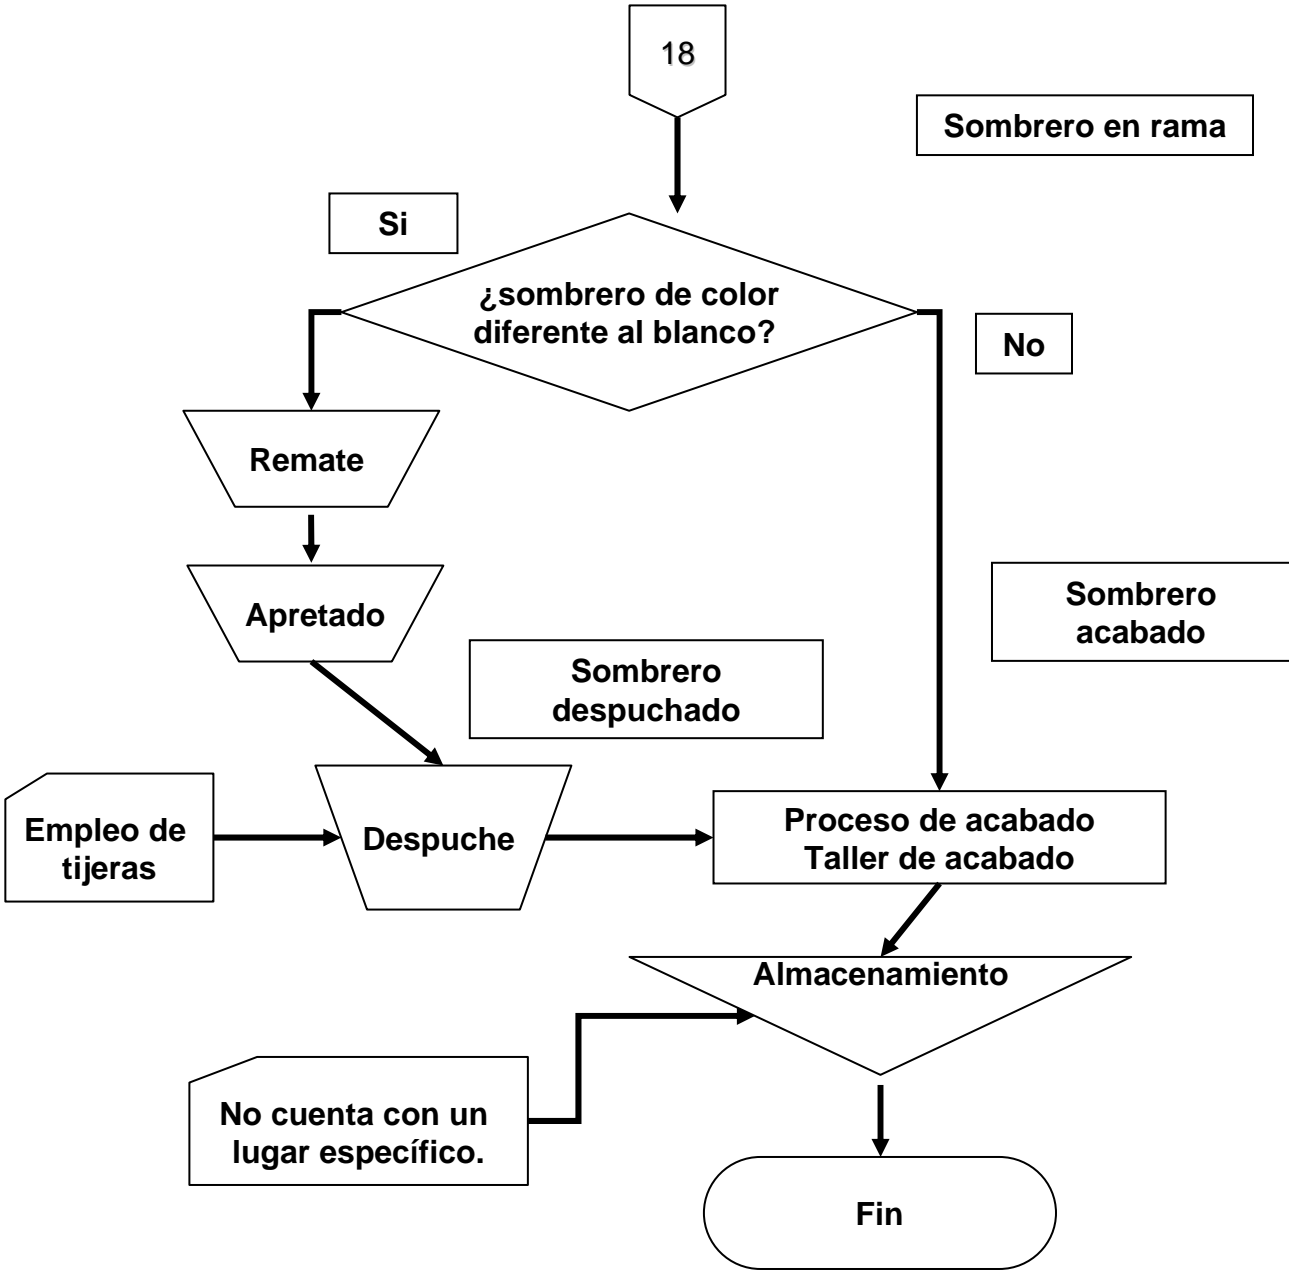 18
Sombrero en rama
Si
¿sombrero de color
diferente al blanco?
No
Remate
Apretado
Sombrero
acabado
Sombrero
despuchado
Empleo de
tijeras
Despuche
Proceso de acabado
Taller de acabado
Almacenamiento
No cuenta con un
lugar específico.
Fin